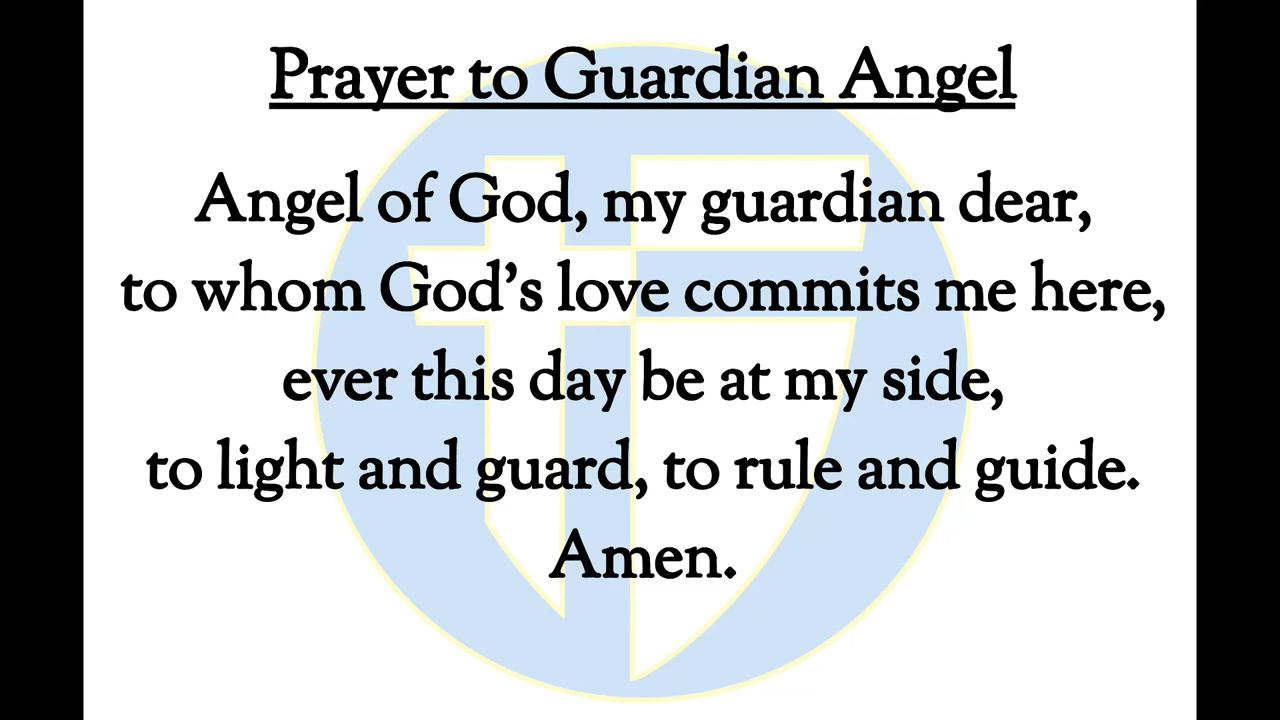 Prayer to Guardian Angel
Angel of God, my guardian dear,
to whom God’s love commits me here,
ever this day be at my side,
to light and guard, to rule and guide.
Amen.